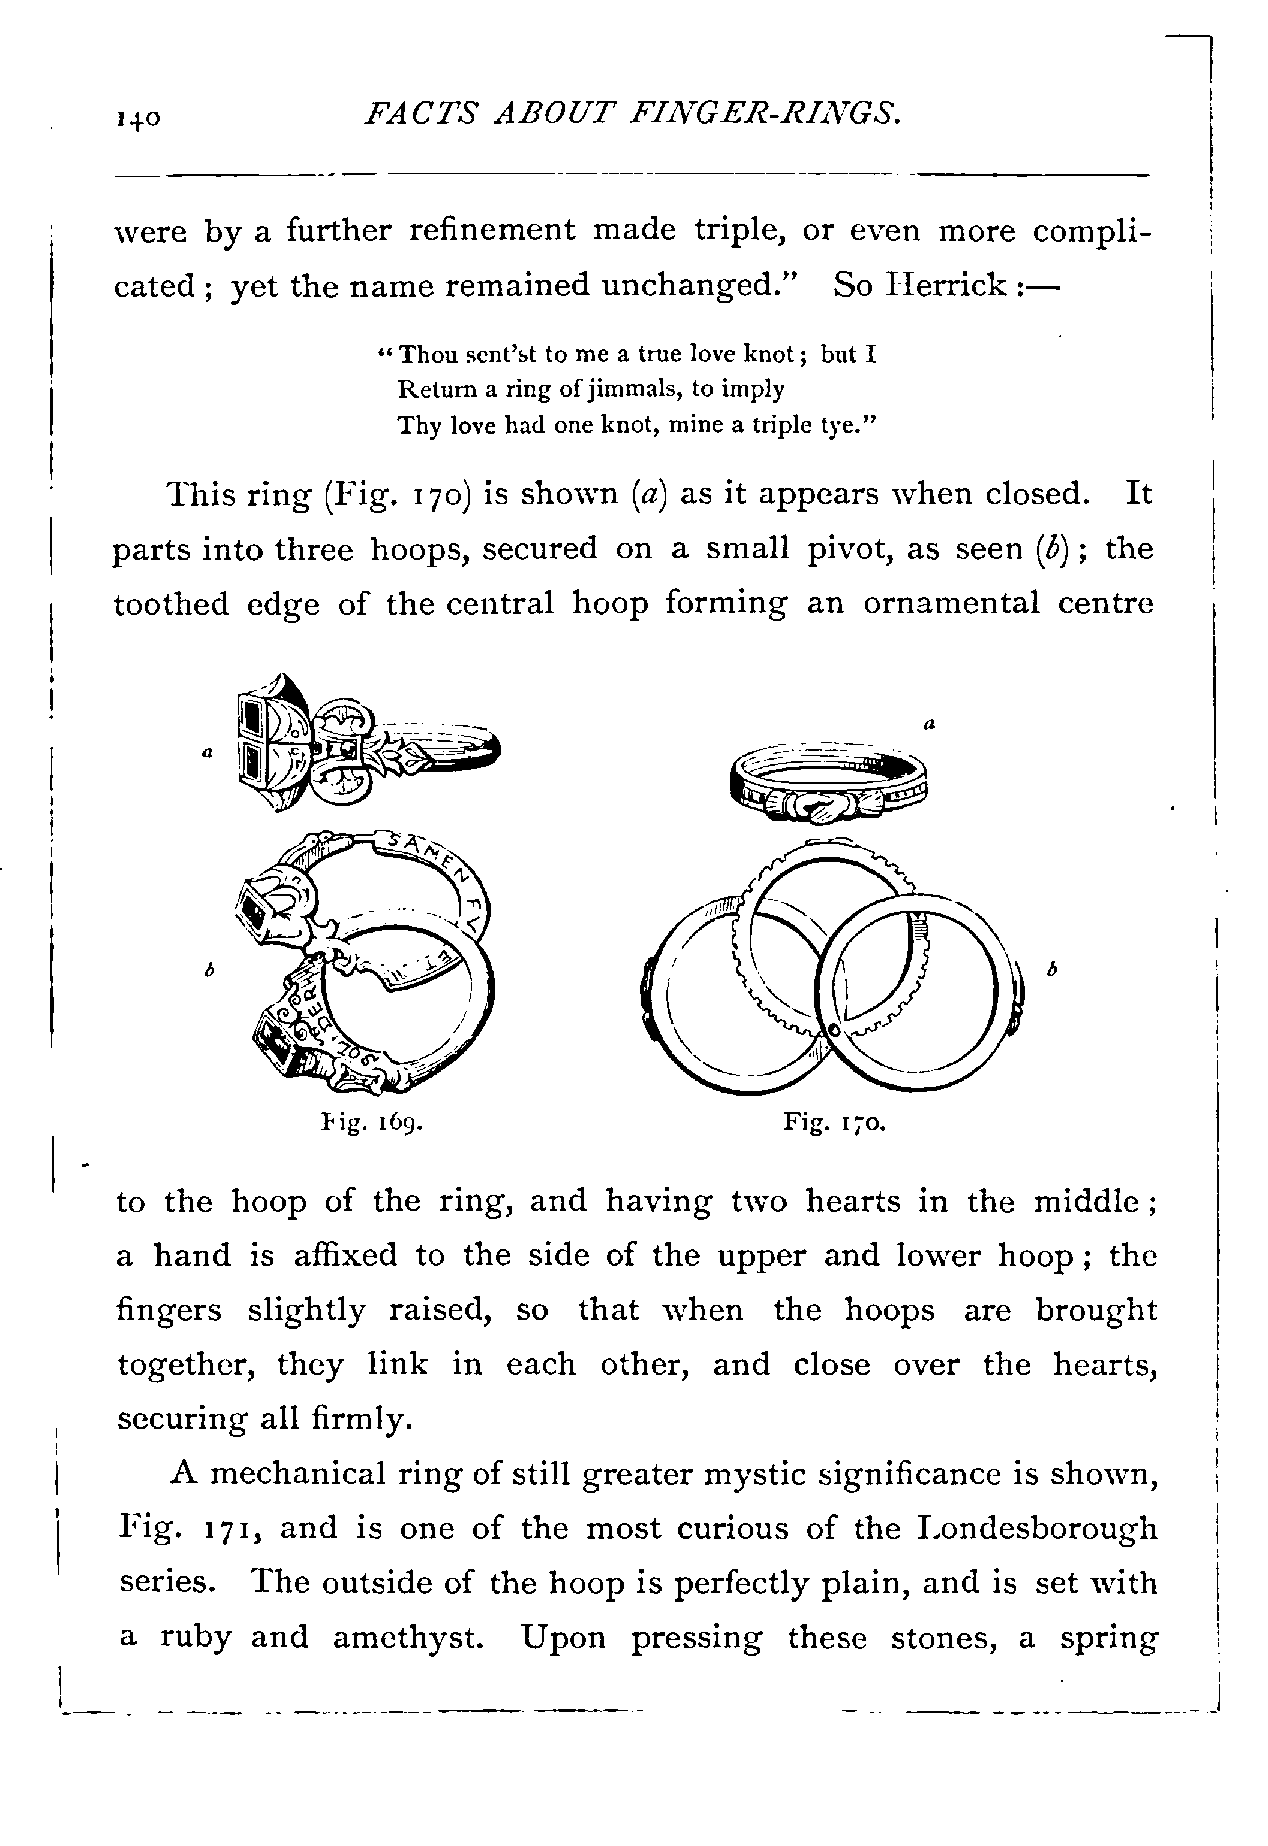 140 FACTS ABOUT FINGER-RINGS.
were by a further refinement made triple, or even more compli-
cated ; yet the name remained unchanged." So Herrick :—
"Thou sent'st to me a true love knot ; but I
Return a ring of jimmals, to imply
Thy love had one knot, mine a triple tye."
This ring (Fig. 170) is shown (a) as it appears when closed. It
parts into three hoops, secured on a small pivot, as seen (b) ; the
toothed edge of the central hoop forming an ornamental centre
a
a
SAMEN
b
b
Fig. 169.
Fig. 170.
to the hoop of the ring, and having two hearts in the middle ;
a hand is affixed to the side of the upper and lower hoop ; the
fingers slightly raised, so that when the hoops are brought
together, they link in each other, and close over the hearts,
securing all firmly.
A mechanical ring of still greater mystic significance is shown,
Fig. 171, and is one of the most curious of the Londesborough
series. The outside of the hoop is perfectly plain, and is set with
a ruby and amethyst. Upon pressing these stones, a spring